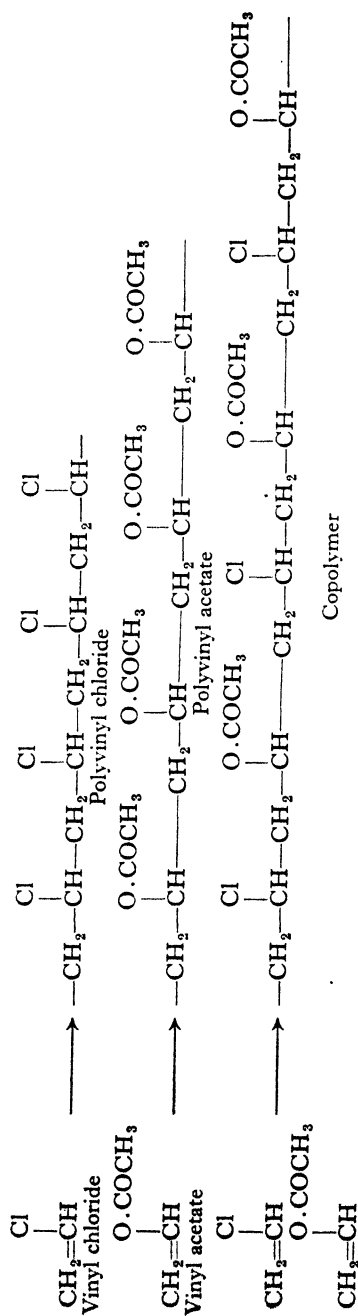 Cl Cl Cl Cl Cl
CH₂=CH → —CH₂—CH—CH₂—CH—CH₂—CH—CH₂—CH—
Vinyl chloride Polyvinyl chloride
O.COCH₃ O.COCH₃ O.COCH₃ O.COCH₃ O.COCH₃
CH₂=CH → —CH₂—CH—CH₂—CH—CH₂—CH—CH₂—CH—
Vinyl acetate Polyvinyl acetate
Cl Cl O.COCH₃ Cl O.COCH₃ Cl O.COCH₃
CH₂=CH → —CH₂—CH—CH₂—CH—CH₂—CH—CH₂—CH—CH₂—CH—CH₂—CH—
O.COCH₃
CH₂=CH
Copolymer